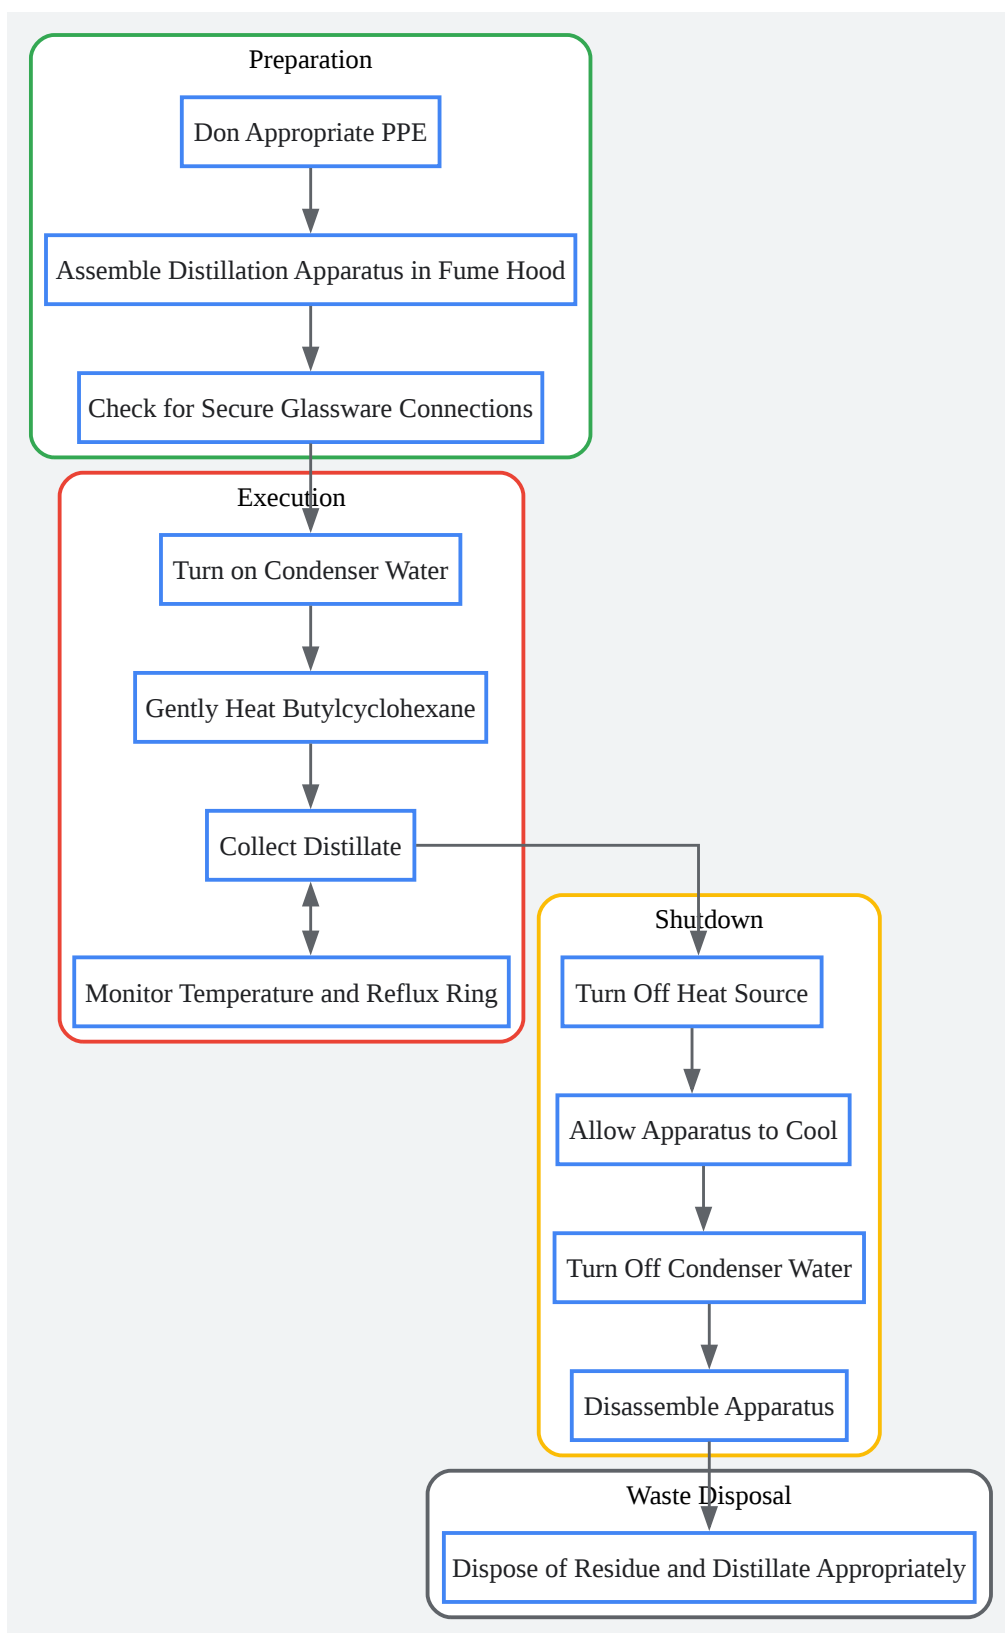 Preparation
Don Appropriate PPE
Assemble Distillation Apparatus in Fume Hood
Check for Secure Glassware Connections
Execution
Turn on Condenser Water
Gently Heat Butylcyclohexane
Collect Distillate
Monitor Temperature and Reflux Ring
Shutdown
Turn Off Heat Source
Allow Apparatus to Cool
Turn Off Condenser Water
Disassemble Apparatus
Waste Disposal
Dispose of Residue and Distillate Appropriately